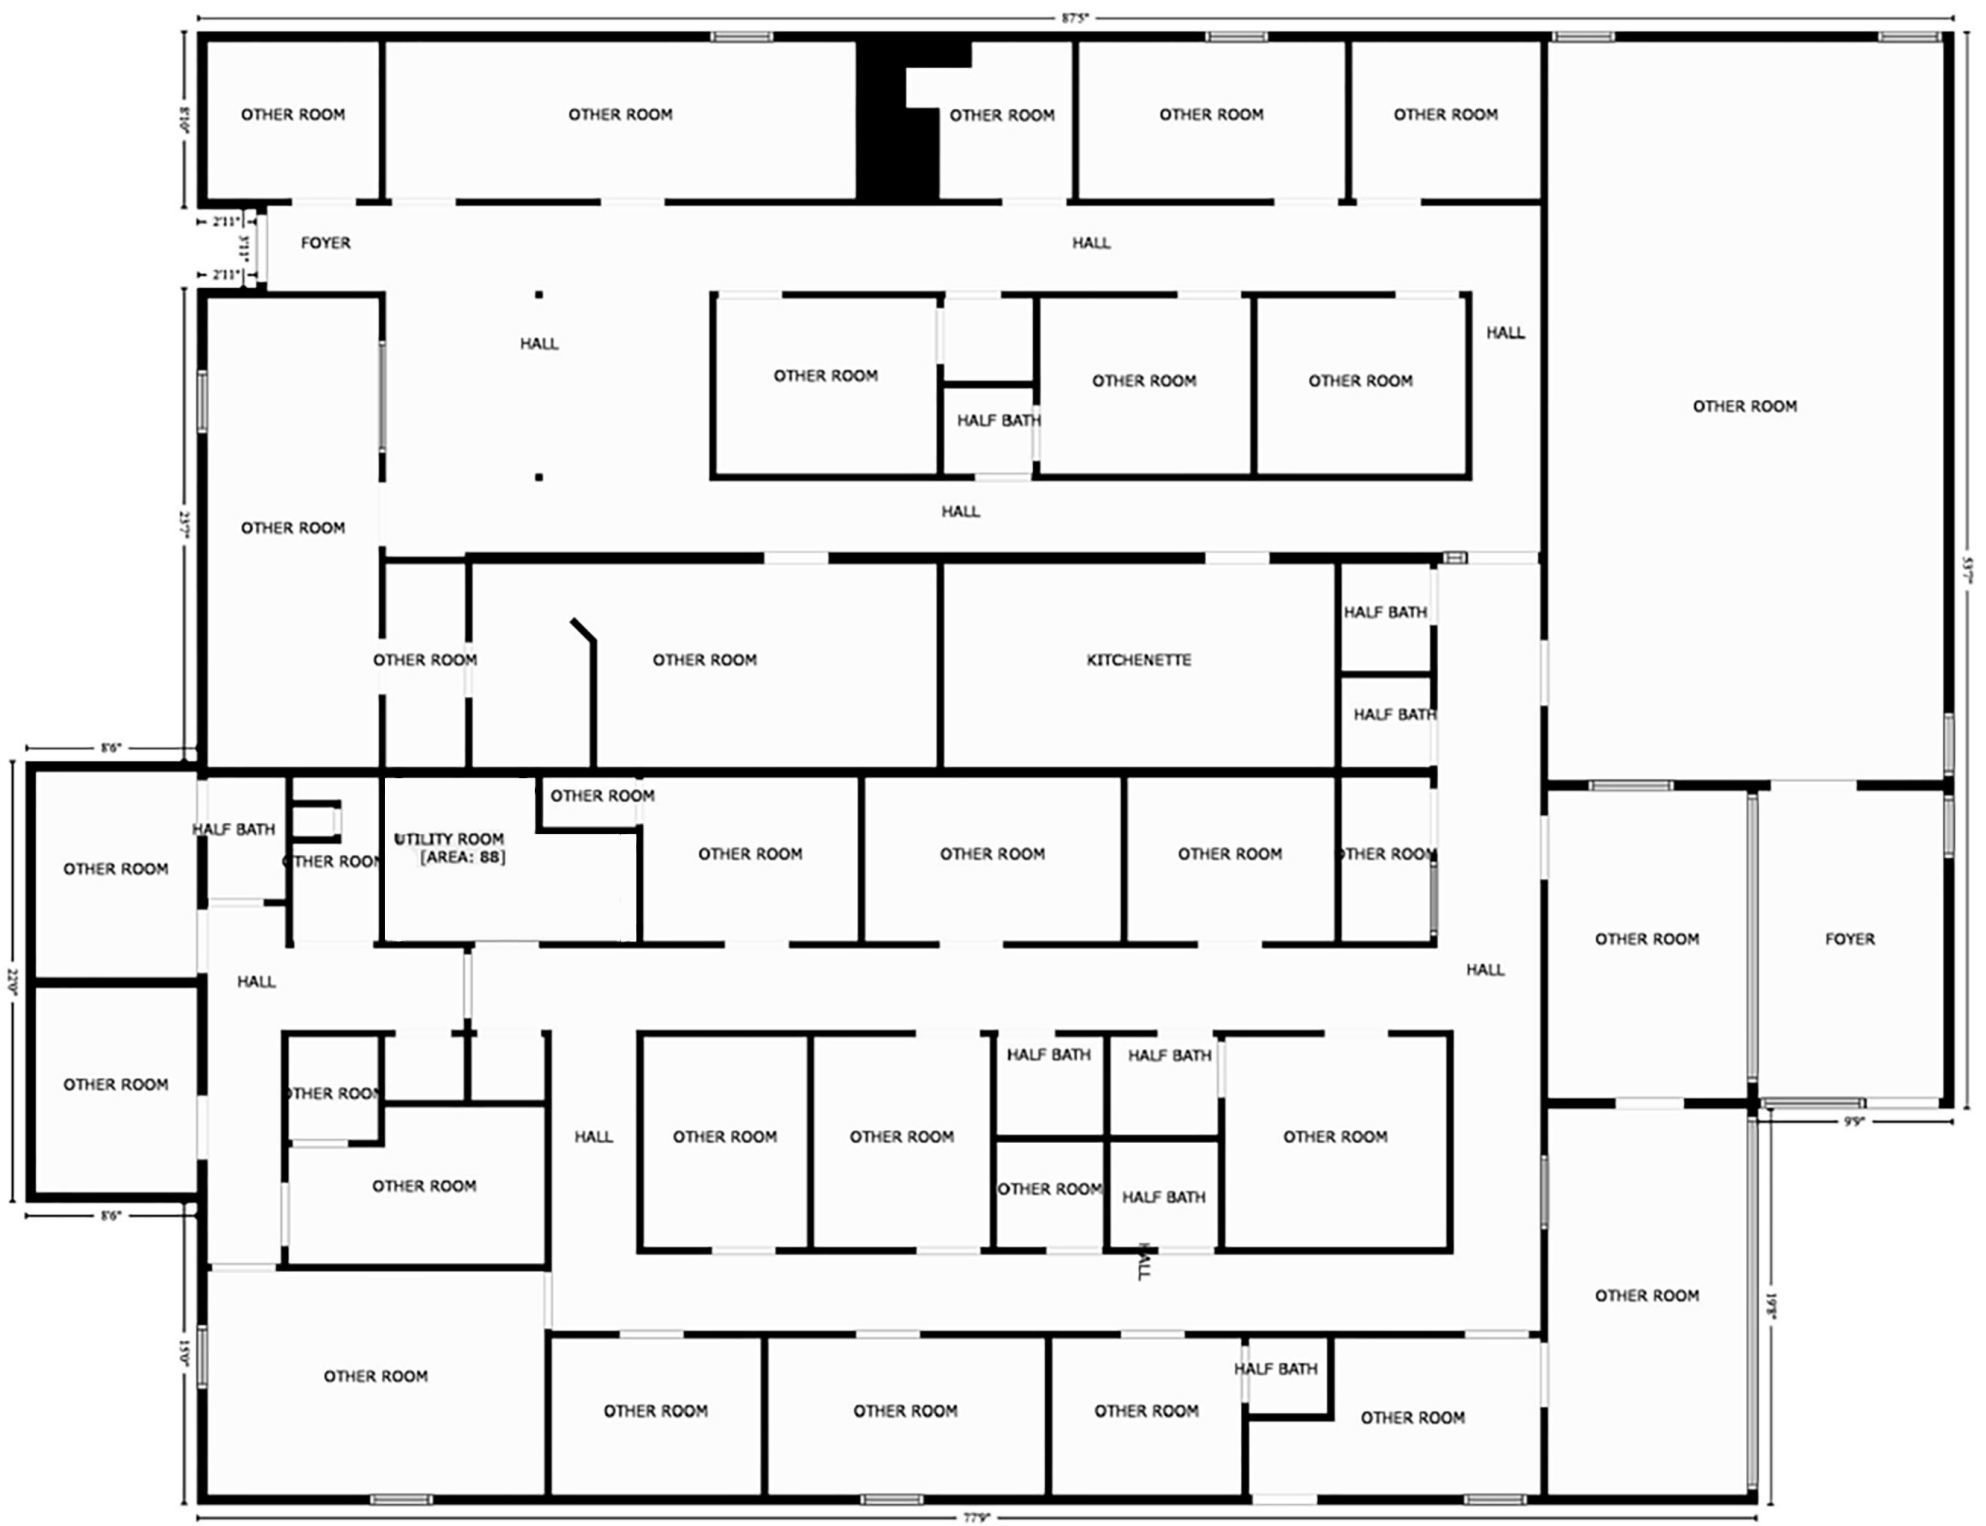 87'5"
OTHER ROOM OTHER ROOM OTHER ROOM OTHER ROOM OTHER ROOM
8'10"
2'11"
FOYER HALL
3'11"
2'11"
HALL HALL
OTHER ROOM OTHER ROOM OTHER ROOM
OTHER ROOM
HALF BATH
HALL
23'7" OTHER ROOM
53'7"
HALF BATH
OTHER ROOM OTHER ROOM KITCHENETTE
HALF BATH
8'6"
OTHER ROOM
HALF BATH
UTILITY ROOM
[AREA: 88]
OTHER ROOM OTHER ROOM OTHER ROOM OTHER ROOM OTHER ROOM OTHER ROOM
OTHER ROOM FOYER
22'0" HALL HALL
HALF BATH HALF BATH
OTHER ROOM OTHER ROOM
9'9"
HALL OTHER ROOM OTHER ROOM OTHER ROOM
OTHER ROOM OTHER ROOM HALF BATH
8'6"
HALL
OTHER ROOM
19'8"
15'0"
OTHER ROOM HALF BATH
OTHER ROOM OTHER ROOM OTHER ROOM OTHER ROOM
77'9"